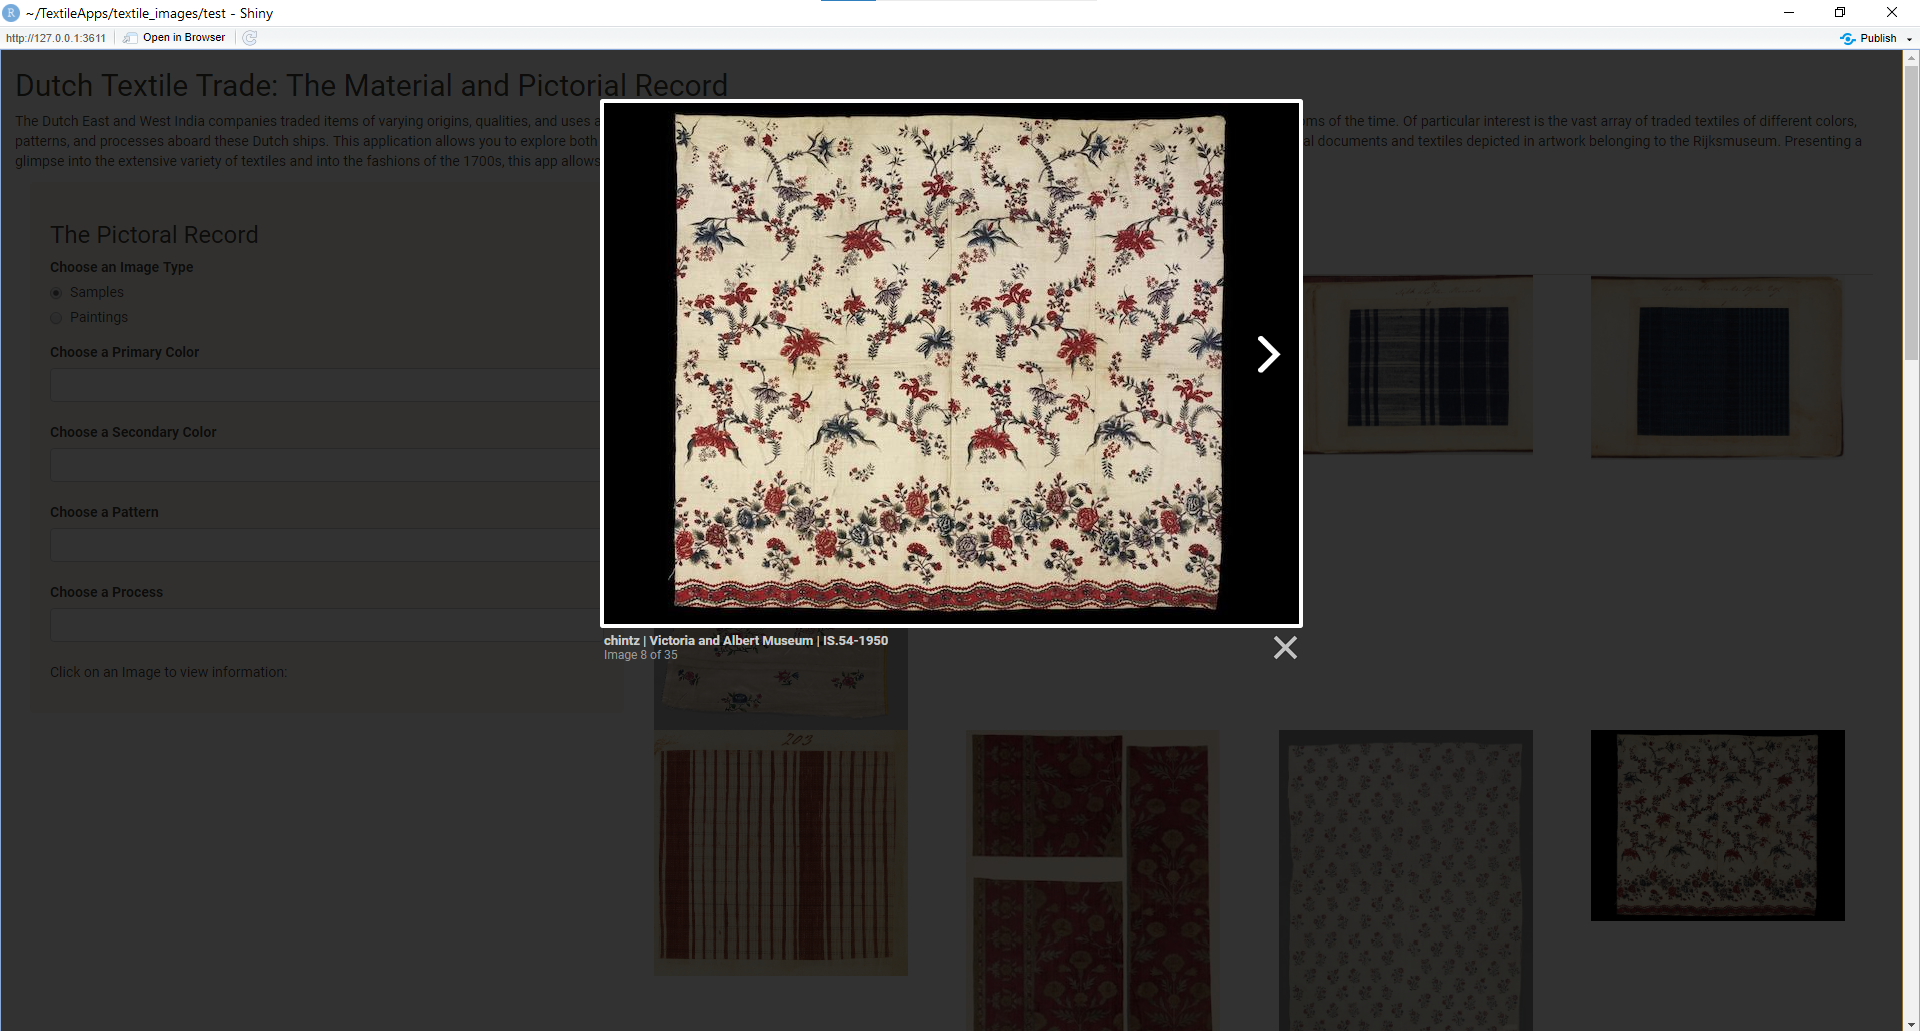 ~/TextileApps/textile_images/test - Shiny
http://127.0.0.1:3611
Open in Browser
Publish
Dutch Textile Trade: The Material and Pictorial Record
The Dutch East and West India companies traded items of varying origins, qualities, and uses a
ms of the time. Of particular interest is the vast array of traded textiles of different colors,
patterns, and processes aboard these Dutch ships. This application allows you to explore both
al documents and textiles depicted in artwork belonging to the Rijksmuseum. Presenting a
glimpse into the extensive variety of textiles and into the fashions of the 1700s, this app allows
The Pictoral Record
Choose an Image Type
Samples
Paintings
Choose a Primary Color
Choose a Secondary Color
Choose a Pattern
Choose a Process
Click on an Image to view information:
chintz | Victoria and Albert Museum | IS.54-1950
Image 8 of 35
203